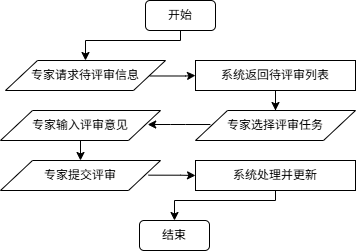 开始
专家请求待评审信息
系统返回待评审列表
专家输入评审意见
专家选择评审任务
专家提交评审
系统处理并更新
结束